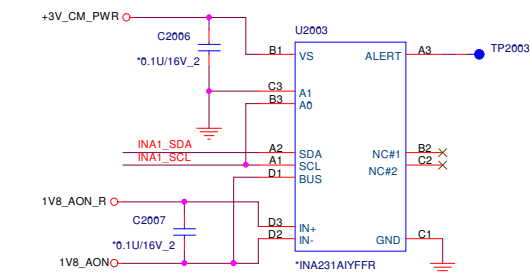 +3V_CM_PWR
C2006
*0.1U/16V_2
U2003
B1 VS
ALERT A3
TP2003
C3 A1
B3 A0
INA1_SDA A2 SDA
INA1_SCL A1 SCL
D1 BUS
NC#1 B2
NC#2 C2
1V8_AON_R
C2007
*0.1U/16V_2
1V8_AON
D3 IN+
D2 IN-
GND C1
*INA231AIYFFR